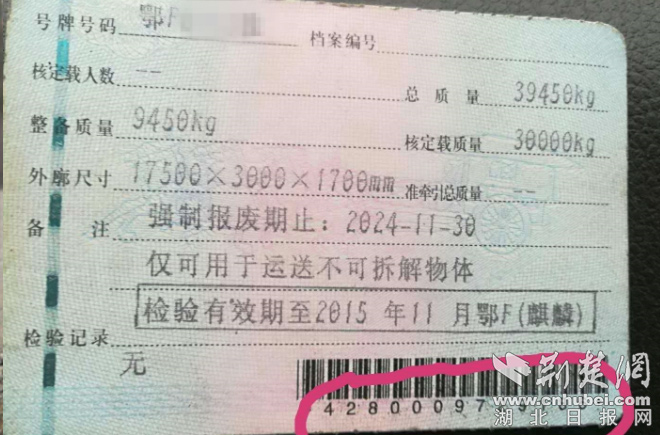 号牌号码 鄂F 档案编号
核定载人数 -- 总质量 39450kg
整备质量 9450kg 核定载质量 30000kg
外廓尺寸 17500×3000×1700mm 准牵引总质量 --
备注 强制报废期止：2024-11-30
仅可用于运送不可拆解物体
检验有效期至2015 年11 月鄂F(麒麟)
检验记录
无
42800097
荆楚網
www.cnhubei.com
湖北日报网